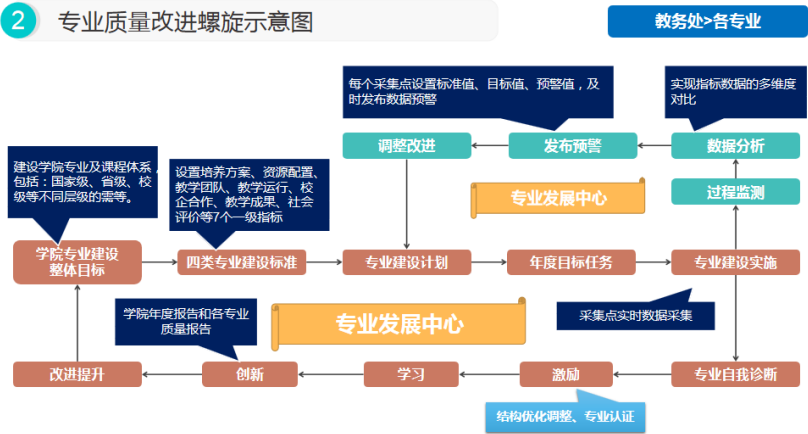 2
专业质量改进螺旋示意图
教务处>各专业
每个采集点设置标准值、目标值、预警值，及
时发布数据预警
实现指标数据的多维度
对比
调整改进
发布预警
数据分析
建设学院专业及课程体系，
包括：国家级、省级、校
级等不同层级的需等。
设置培养方案、资源配置、
教学团队、教学运行、校
企合作、教学成果、社会
评价等7个一级指标
专业发展中心
过程监测
学院专业建设
整体目标
四类专业建设标准
专业建设计划
年度目标任务
专业建设实施
学院年度报告和各专业
质量报告
专业发展中心
采集点实时数据采集
改进提升
创新
学习
激励
专业自我诊断
结构优化调整、专业认证